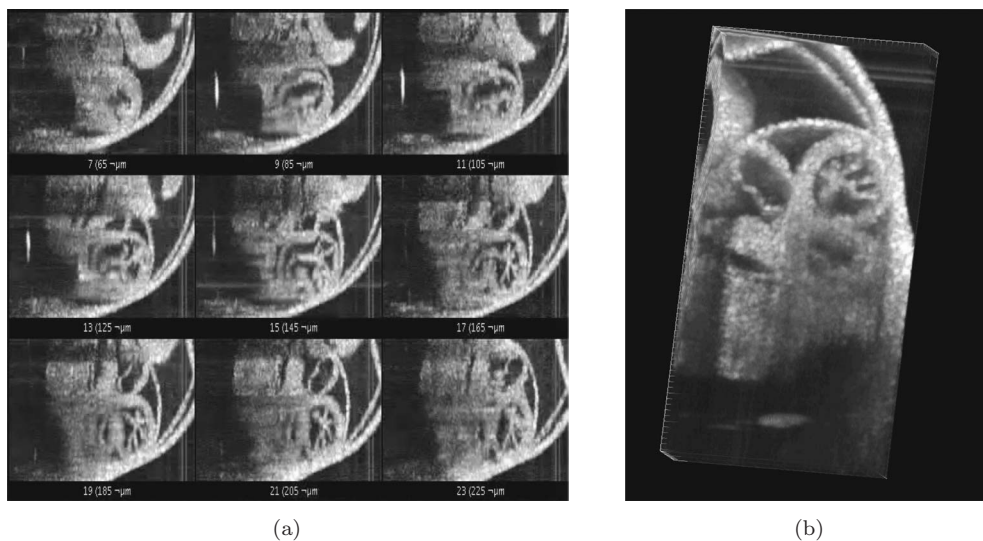 7 (65 ¬µm
9 (85 ¬µm
11 (105 ¬µm
13 (125 ¬µm
15 (145 ¬µm
17 (165 ¬µm
19 (185 ¬µm
21 (205 ¬µm
23 (225 ¬µm
(a)
(b)